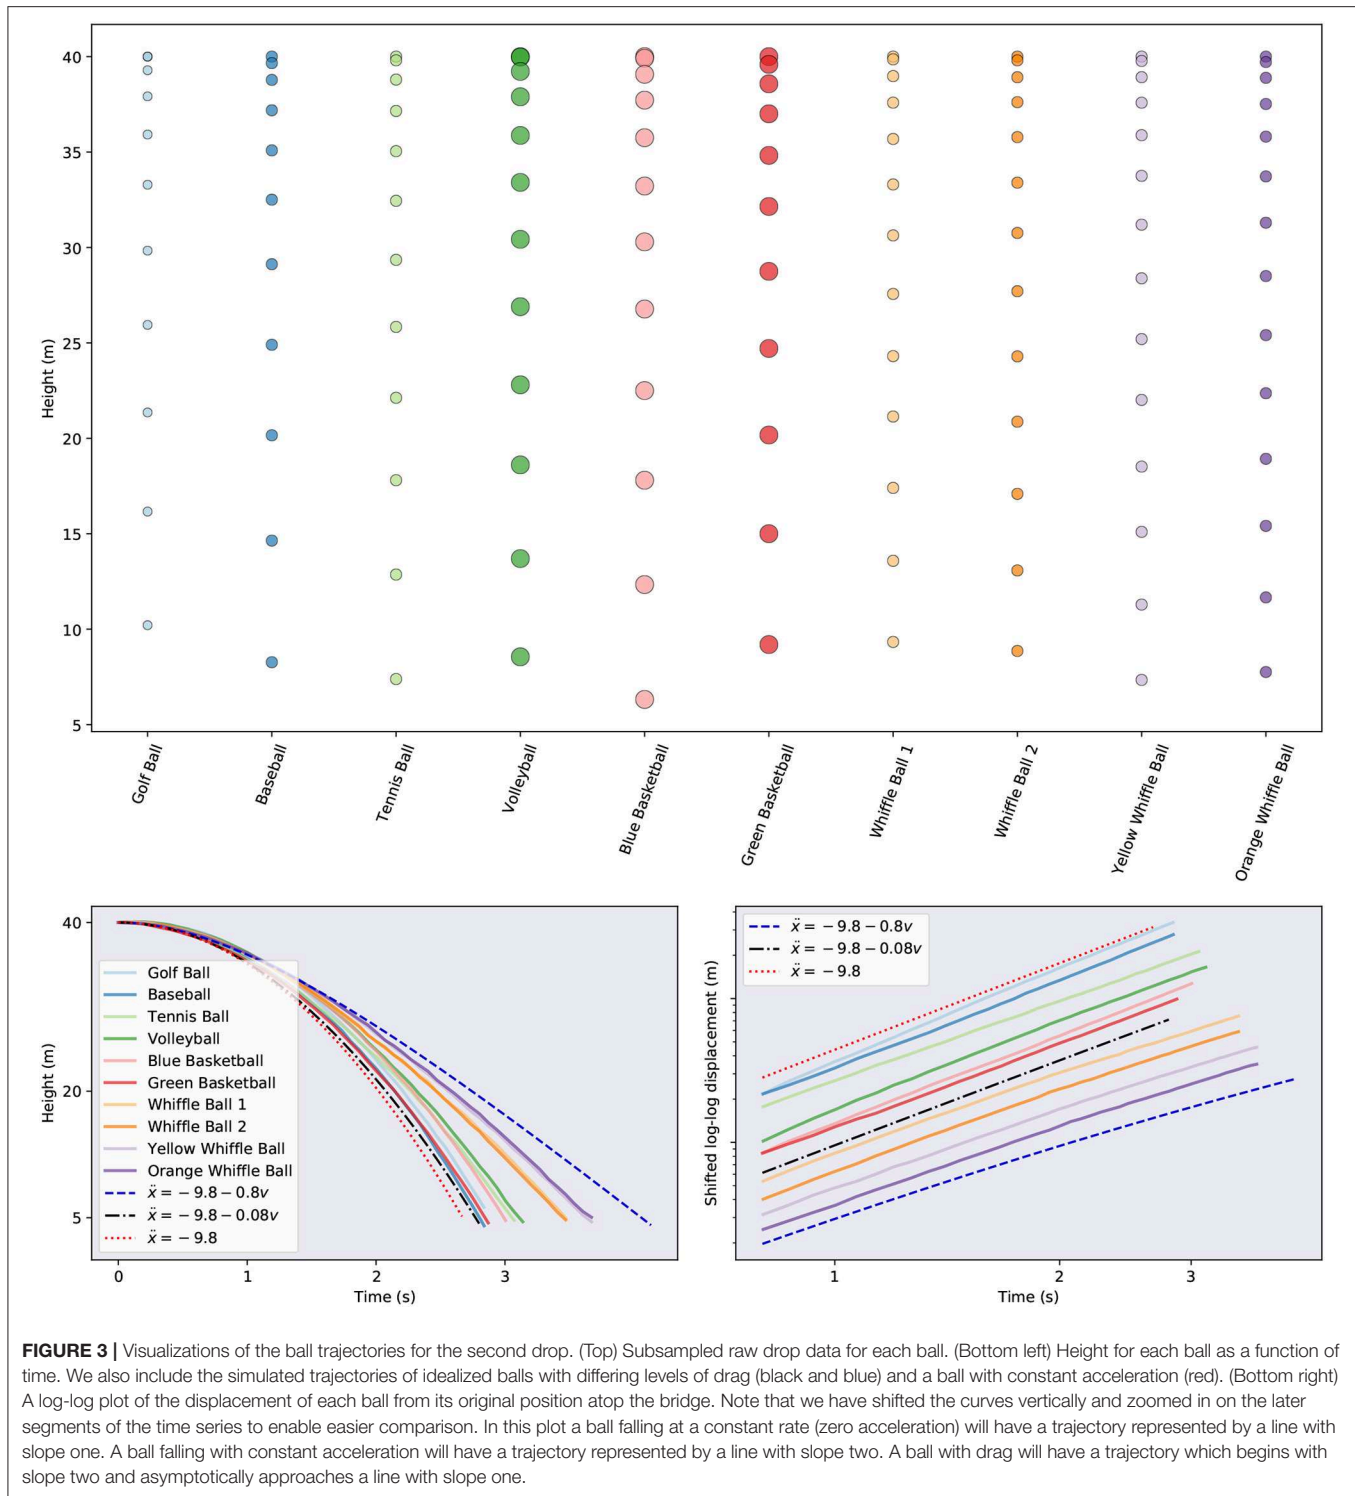 40
35
30
25
20
15
10
5
Height (m)
Golf Ball
Baseball
Tennis Ball
Volleyball
Blue Basketball
Green Basketball
Whiffle Ball 1
Whiffle Ball 2
Yellow Whiffle Ball
Orange Whiffle Ball
40
20
5
Height (m)
Golf Ball
Baseball
Tennis Ball
Volleyball
Blue Basketball
Green Basketball
Whiffle Ball 1
Whiffle Ball 2
Yellow Whiffle Ball
Orange Whiffle Ball
ẍ = −9.8 − 0.8v
ẍ = −9.8 − 0.08v
ẍ = −9.8
0 1 2 3
Time (s)
Shifted log-log displacement (m)
ẍ = −9.8 − 0.8v
ẍ = −9.8 − 0.08v
ẍ = −9.8
1 2 3
Time (s)
FIGURE 3 | Visualizations of the ball trajectories for the second drop. (Top) Subsampled raw drop data for each ball. (Bottom left) Height for each ball as a function of
time. We also include the simulated trajectories of idealized balls with differing levels of drag (black and blue) and a ball with constant acceleration (red). (Bottom right)
A log-log plot of the displacement of each ball from its original position atop the bridge. Note that we have shifted the curves vertically and zoomed in on the later
segments of the time series to enable easier comparison. In this plot a ball falling at a constant rate (zero acceleration) will have a trajectory represented by a line with
slope one. A ball falling with constant acceleration will have a trajectory represented by a line with slope two. A ball with drag will have a trajectory which begins with
slope two and asymptotically approaches a line with slope one.